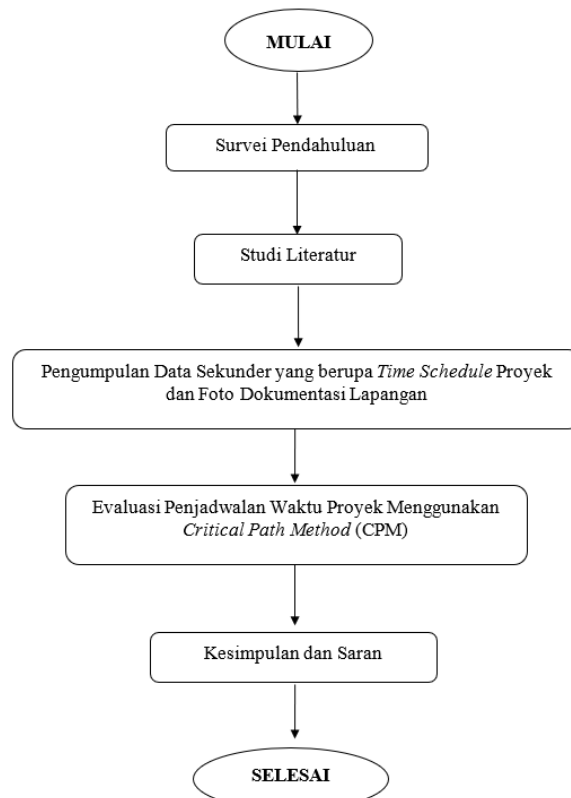 MULAI
Survei Pendahuluan
Studi Literatur
Pengumpulan Data Sekunder yang berupa Time Schedule Proyek
dan Foto Dokumentasi Lapangan
Evaluasi Penjadwalan Waktu Proyek Menggunakan
Critical Path Method (CPM)
Kesimpulan dan Saran
SELESAI